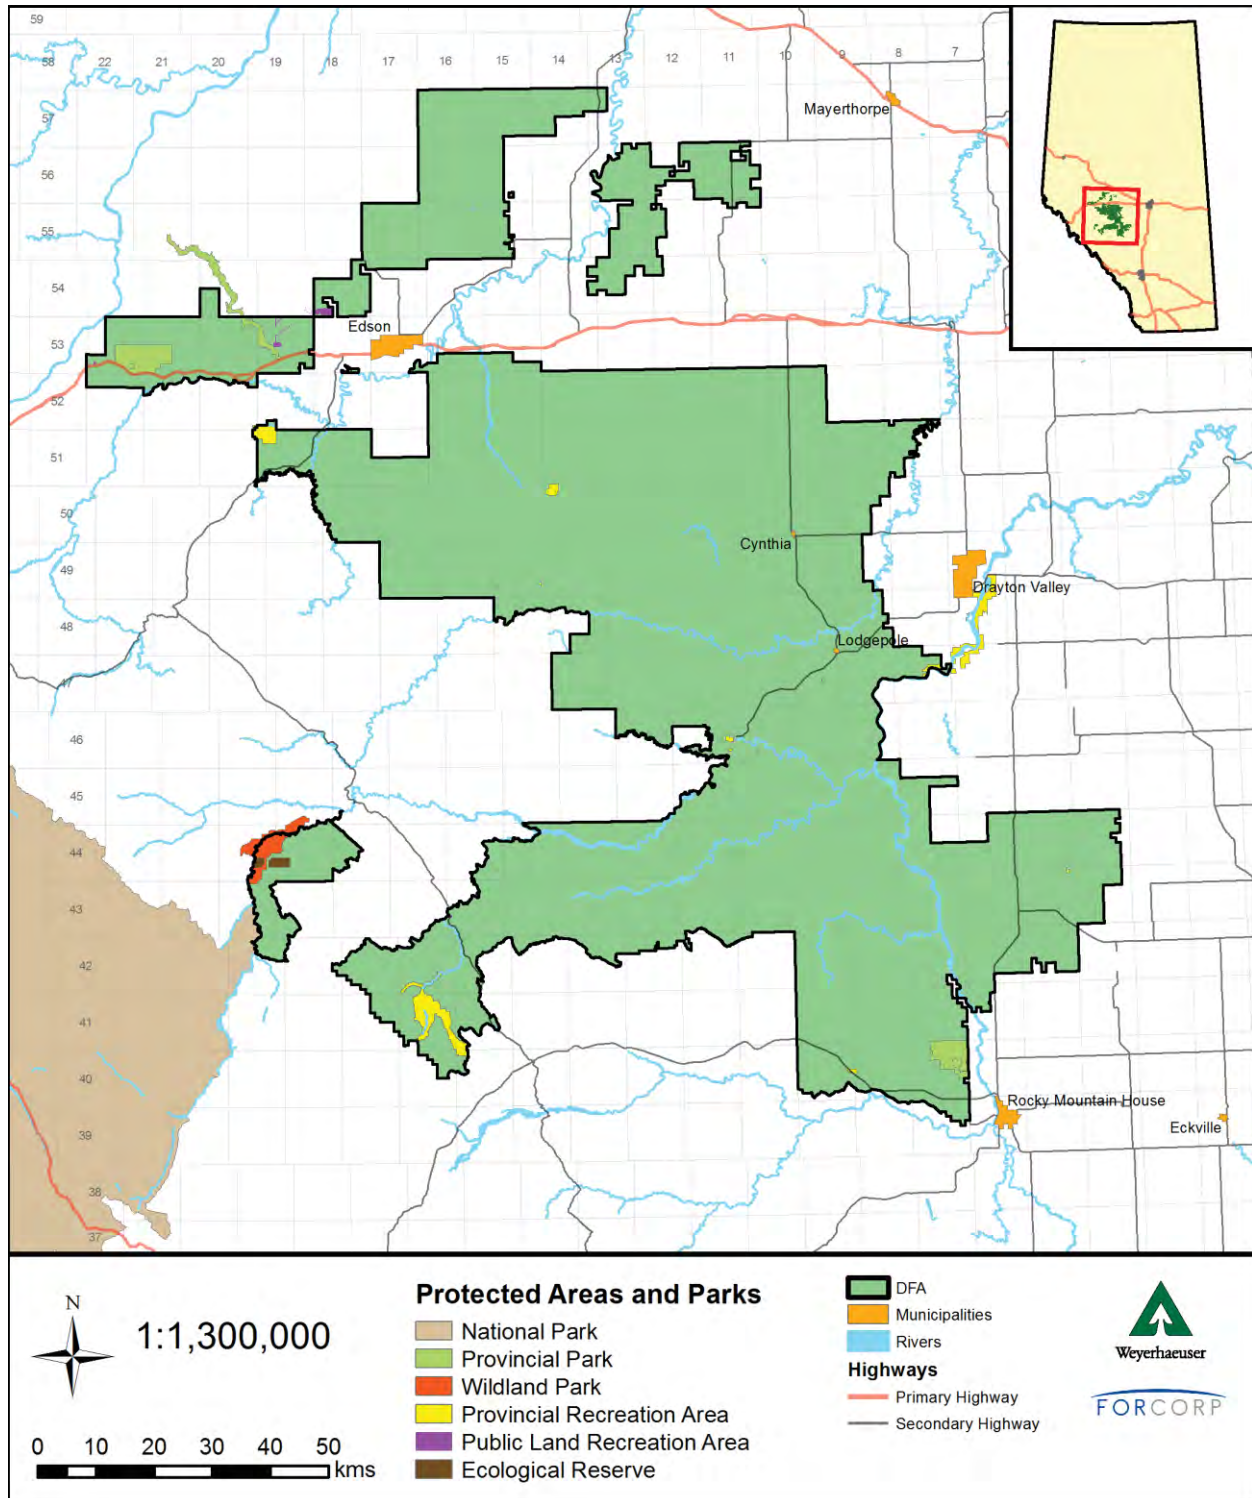 59
58 22 21 20 19 18 17 16 15 14 13 11 10 9 8 7
57
56
55
54
53
52
51
50
49
48
47
46
45
44
43
42
41
40
39
38
37
Mayerthorpe
Edson
Cynthia
Drayton Valley
Lodgepole
Rocky Mountain House
Eckville
N
1:1,300,000
0 10 20 30 40 50
kms
Protected Areas and Parks
National Park
Provincial Park
Wildland Park
Provincial Recreation Area
Public Land Recreation Area
Ecological Reserve
DFA
Municipalities
Rivers
Highways
Primary Highway
Secondary Highway
Weyerhaeuser
FORCORP